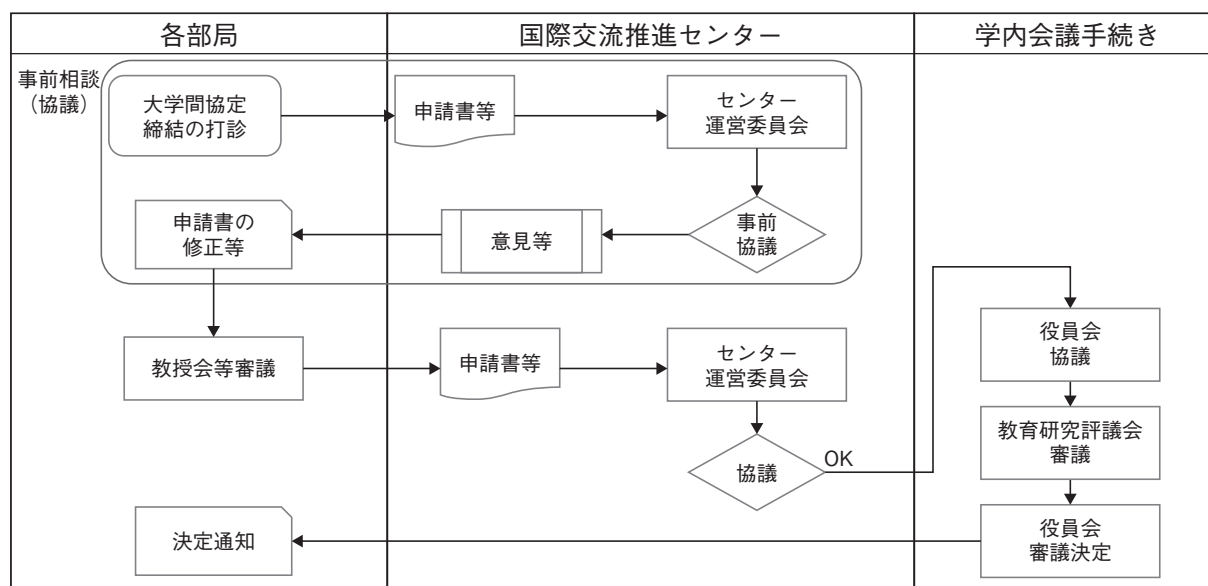 各部局
国際交流推進センター
学内会議手続き
事前相談
（協議）
大学間協定
締結の打診
申請書等
センター
運営委員会
申請書の
修正等
意見等
事前
協議
教授会等審議
申請書等
センター
運営委員会
協議
OK
役員会
協議
教育研究評議会
審議
役員会
審議決定
決定通知